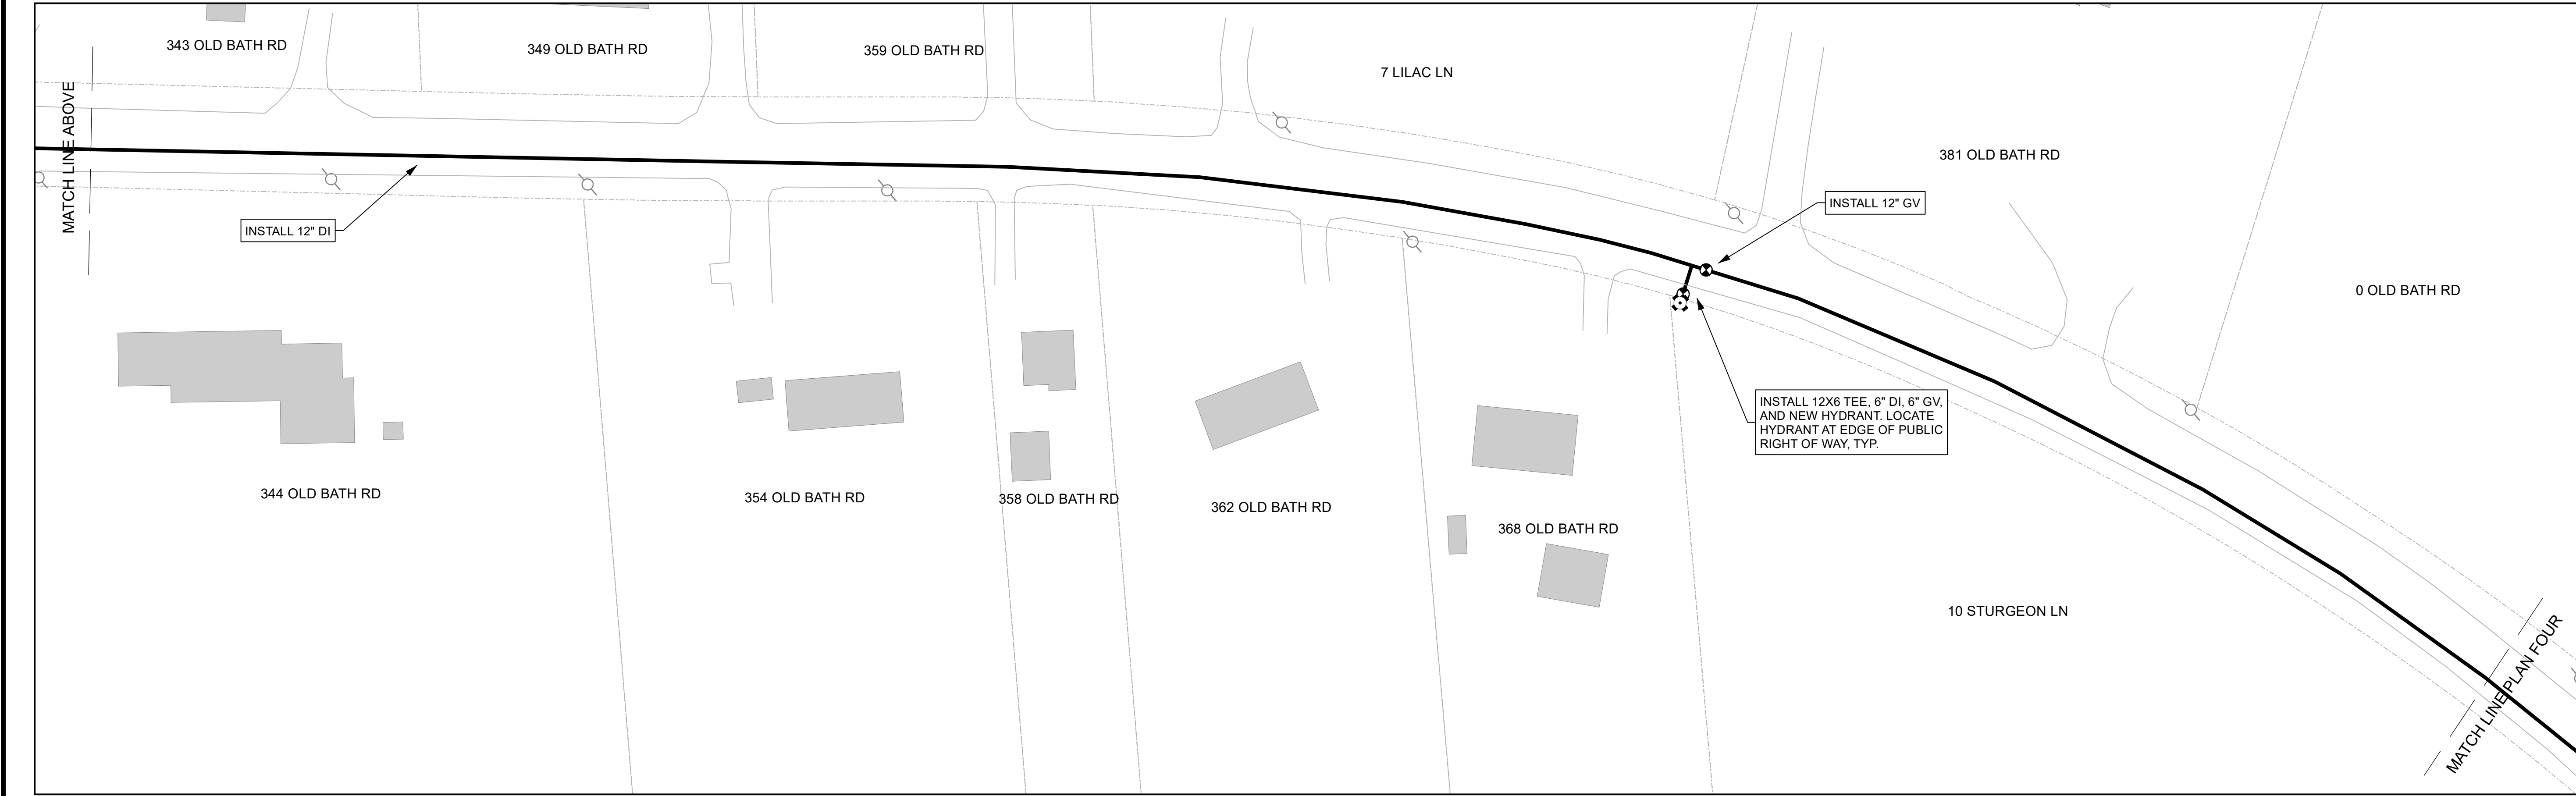 343 OLD BATH RD
349 OLD BATH RD
359 OLD BATH RD
7 LILAC LN
MATCH LINE ABOVE
381 OLD BATH RD
INSTALL 12" GV
INSTALL 12" DI
0 OLD BATH RD
INSTALL 12X6 TEE, 6" DI, 6" GV,
AND NEW HYDRANT. LOCATE
HYDRANT AT EDGE OF PUBLIC
RIGHT OF WAY, TYP.
344 OLD BATH RD
354 OLD BATH RD
358 OLD BATH RD
362 OLD BATH RD
368 OLD BATH RD
10 STURGEON LN
MATCH LINE PLAN FOUR